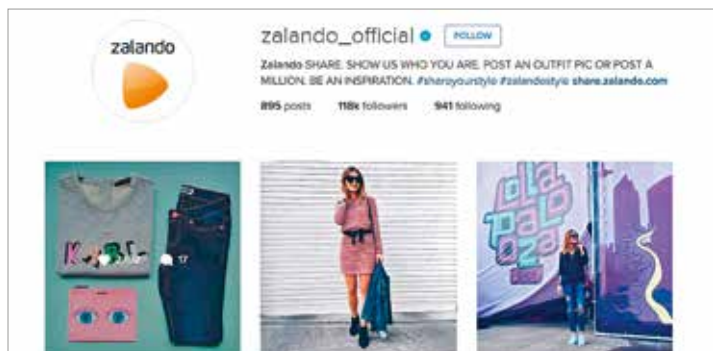 zalando
zalando_official FOLLOW
Zalando SHARE. SHOW US WHO YOU ARE. POST AN OUTFIT PIC OR POST A
MILLION. BE AN INSPIRATION. #shareyourstyle #zalandostyle share.zalando.com
895 posts 118k followers 941 following
17
Lolla
palo
oza